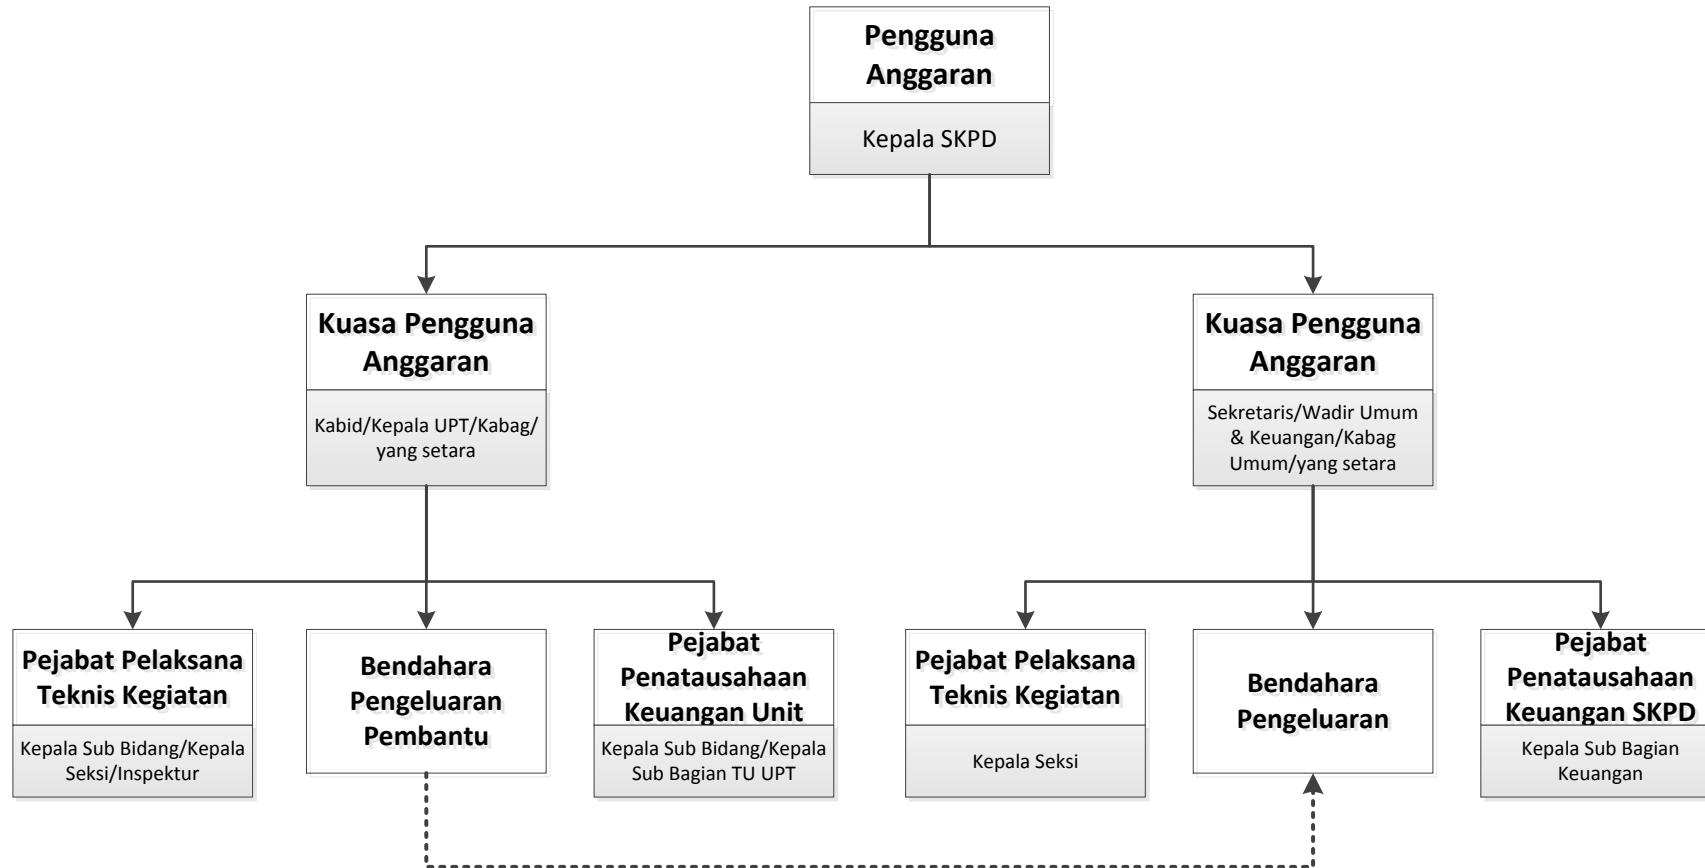 Pengguna
Anggaran
Kepala SKPD
Kuasa Pengguna
Anggaran
Kabid/Kepala UPT/Kabag/
yang setara
Kuasa Pengguna
Anggaran
Sekretaris/Wadir Umum
& Keuangan/Kabag
Umum/yang setara
Pejabat Pelaksana
Teknis Kegiatan
Kepala Sub Bidang/Kepala
Seksi/Inspektur
Bendahara
Pengeluaran
Pembantu
Pejabat
Penatausahaan
Keuangan Unit
Kepala Sub Bidang/Kepala
Sub Bagian TU UPT
Pejabat Pelaksana
Teknis Kegiatan
Kepala Seksi
Bendahara
Pengeluaran
Pejabat
Penatausahaan
Keuangan SKPD
Kepala Sub Bagian
Keuangan